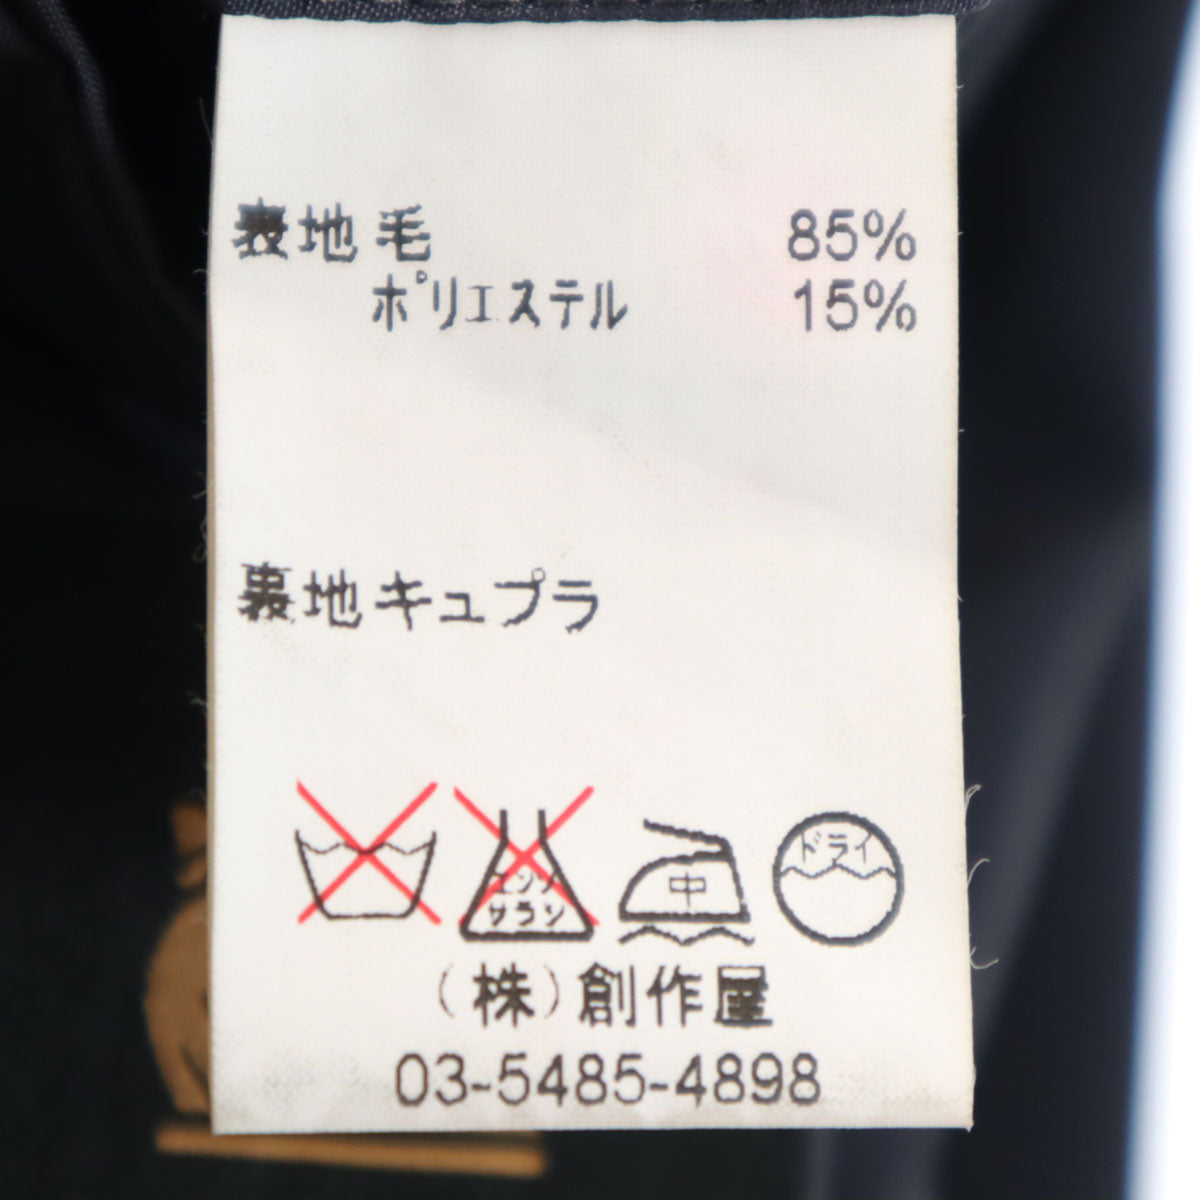 表地 毛 85%
ポリエステル 15%
裏地 キュプラ
エンソ
サラシ
中
ドライ
(株)創作屋
03-5485-4898